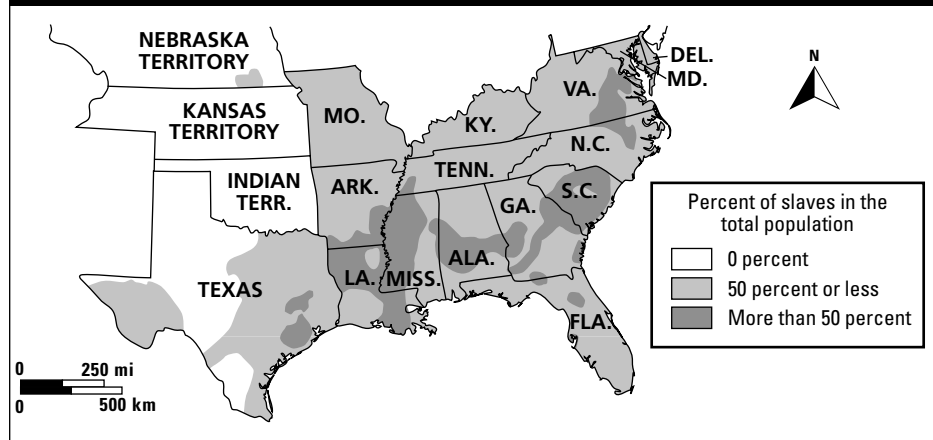 NEBRASKA
TERRITORY
KANSAS
TERRITORY
INDIAN
TERR.
TEXAS
MO.
ARK.
LA.
MISS.
ALA.
TENN.
KY.
GA.
FLA.
S.C.
N.C.
VA.
DEL.
MD.
N
Percent of slaves in the
total population
0 percent
50 percent or less
More than 50 percent
0 250 mi
0 500 km